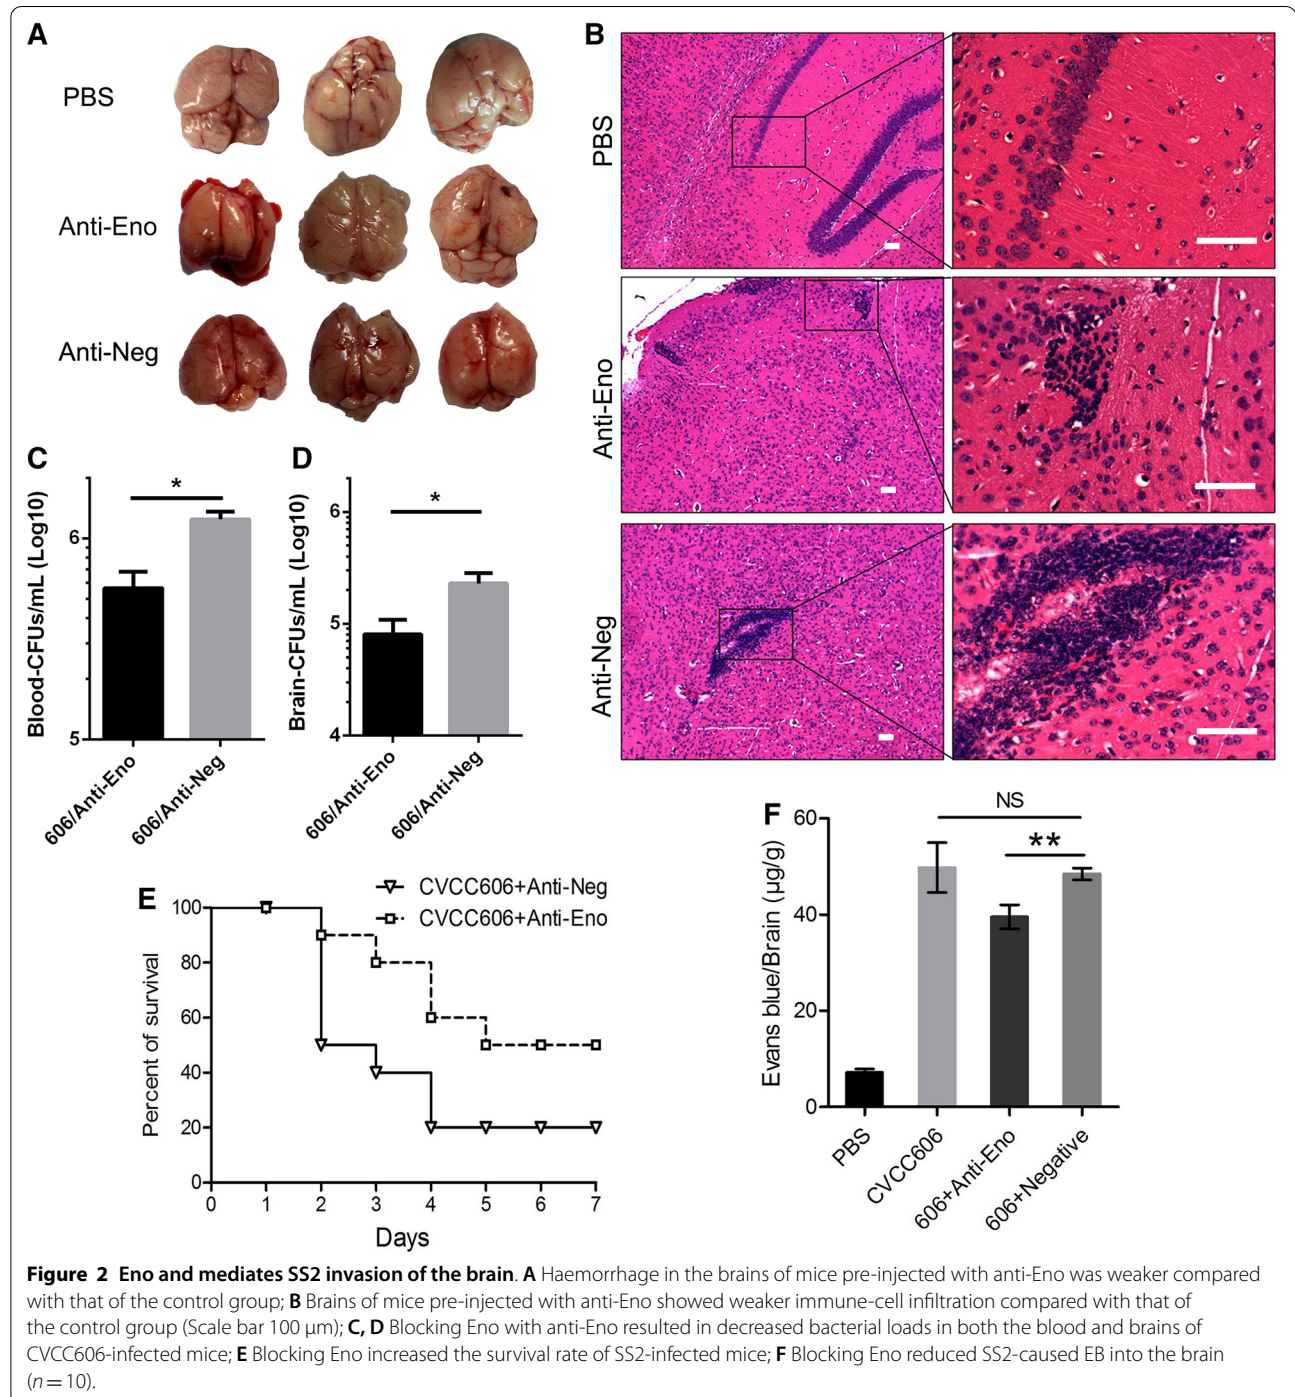 A
PBS
Anti-Eno
Anti-Neg
B
PBS
Anti-Eno
Anti-Neg
C
Blood-CFUs/mL (Log10)
6
5
*
606/Anti-Eno
606/Anti-Neg
D
Brain-CFUs/mL (Log10)
6
5
4
*
606/Anti-Eno
606/Anti-Neg
E
CVCC606+Anti-Neg
CVCC606+Anti-Eno
Percent of survival
100
80
60
40
20
0
0 1 2 3 4 5 6 7
Days
F
Evans blue/Brain (µg/g)
60
40
20
0
NS
**
PBS
CVCC606
606+Anti-Eno
606+Negative
Figure 2 Eno and mediates SS2 invasion of the brain. A Haemorrhage in the brains of mice pre-injected with anti-Eno was weaker compared
with that of the control group; B Brains of mice pre-injected with anti-Eno showed weaker immune-cell infiltration compared with that of
the control group (Scale bar 100 µm); C, D Blocking Eno with anti-Eno resulted in decreased bacterial loads in both the blood and brains of
CVCC606-infected mice; E Blocking Eno increased the survival rate of SS2-infected mice; F Blocking Eno reduced SS2-caused EB into the brain
(n = 10).